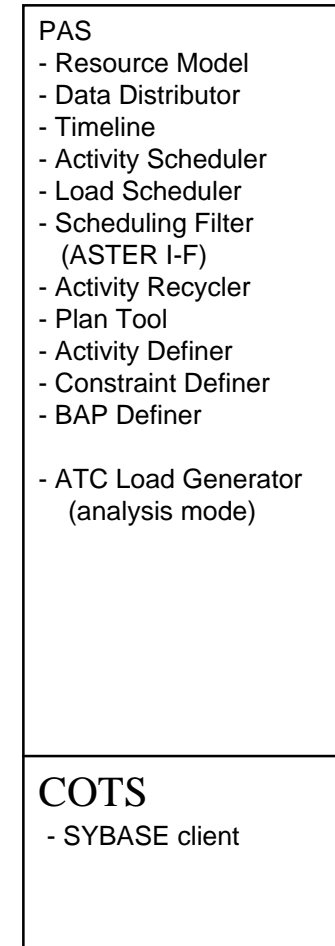 PAS
- Resource Model
- Data Distributor
- Timeline
- Activity Scheduler
- Load Scheduler
- Scheduling Filter
(ASTER I-F)
- Activity Recycler
- Plan Tool
- Activity Definer
- Constraint Definer
- BAP Definer
- ATC Load Generator
(analysis mode)
COTS
- SYBASE client